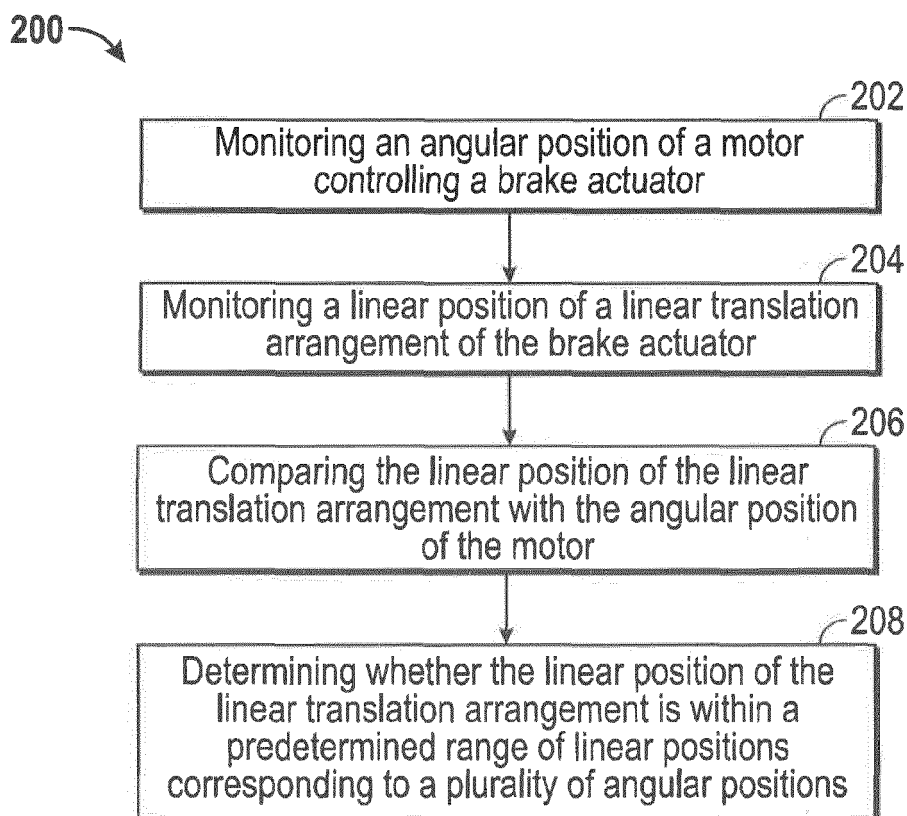 200
202
Monitoring an angular position of a motor
controlling a brake actuator
204
Monitoring a linear position of a linear translation
arrangement of the brake actuator
206
Comparing the linear position of the linear
translation arrangement with the angular position
of the motor
208
Determining whether the linear position of the
linear translation arrangement is within a
predetermined range of linear positions
corresponding to a plurality of angular positions